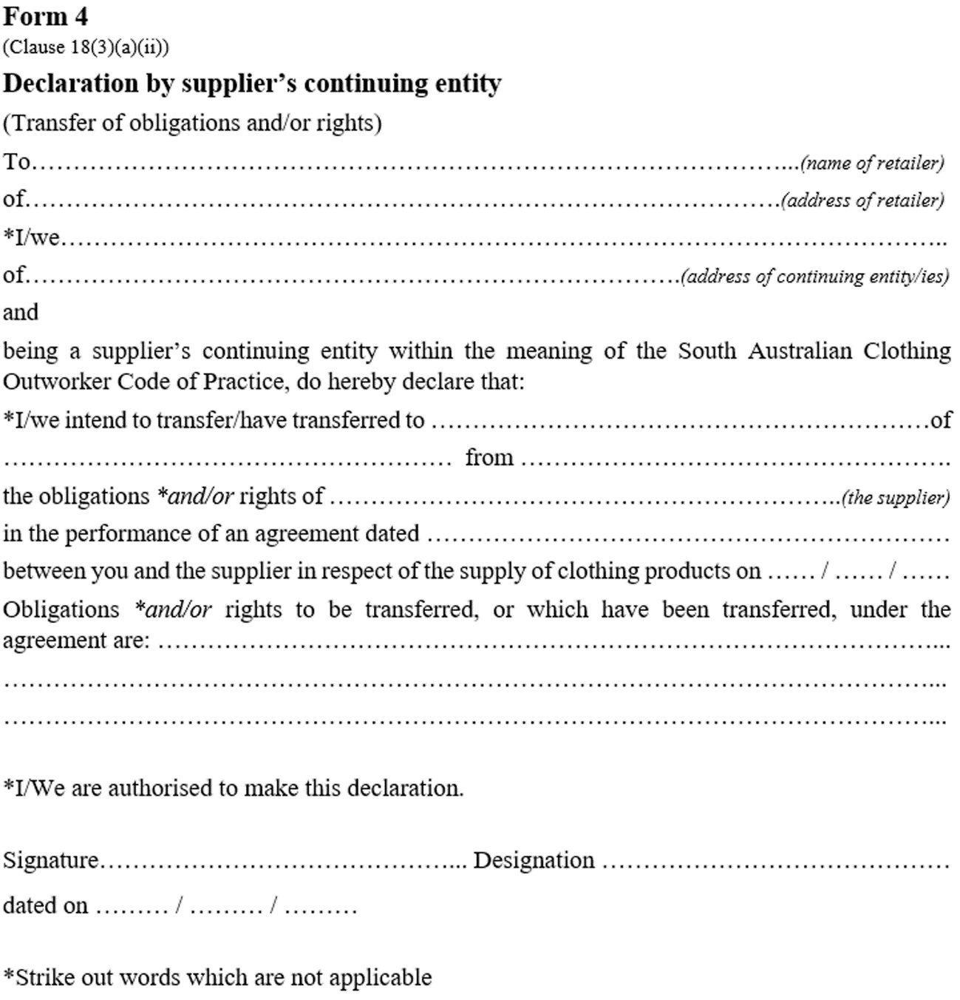 Form 4
(Clause 18(3)(a)(ii))
Declaration by supplier’s continuing entity
(Transfer of obligations and/or rights)
To…………………………………………………………………………………………………...(name of retailer)
of…………………………………………………………………………………………………(address of retailer)
*I/we…………………………………………………………………………………………………………………..
of……………………………………………………………………………………(address of continuing entity/ies)
and
being a supplier’s continuing entity within the meaning of the South Australian Clothing
Outworker Code of Practice, do hereby declare that:
*I/we intend to transfer/have transferred to ………………………………………………………………of
………………………………………………………… from ………………………………………………………
the obligations *and/or rights of …………………………………………………………………..(the supplier)
in the performance of an agreement dated …………………………………………………………………
between you and the supplier in respect of the supply of clothing products on …… / …… / ……
Obligations *and/or rights to be transferred, or which have been transferred, under the
agreement are: ……………………………………………………………………………………………………...
…………………………………………………………………………………………………………………………...
…………………………………………………………………………………………………………………………...
*I/We are authorised to make this declaration.
Signature……………………………………………... Designation ……………………………………………
dated on ……… / ……… / ………
*Strike out words which are not applicable